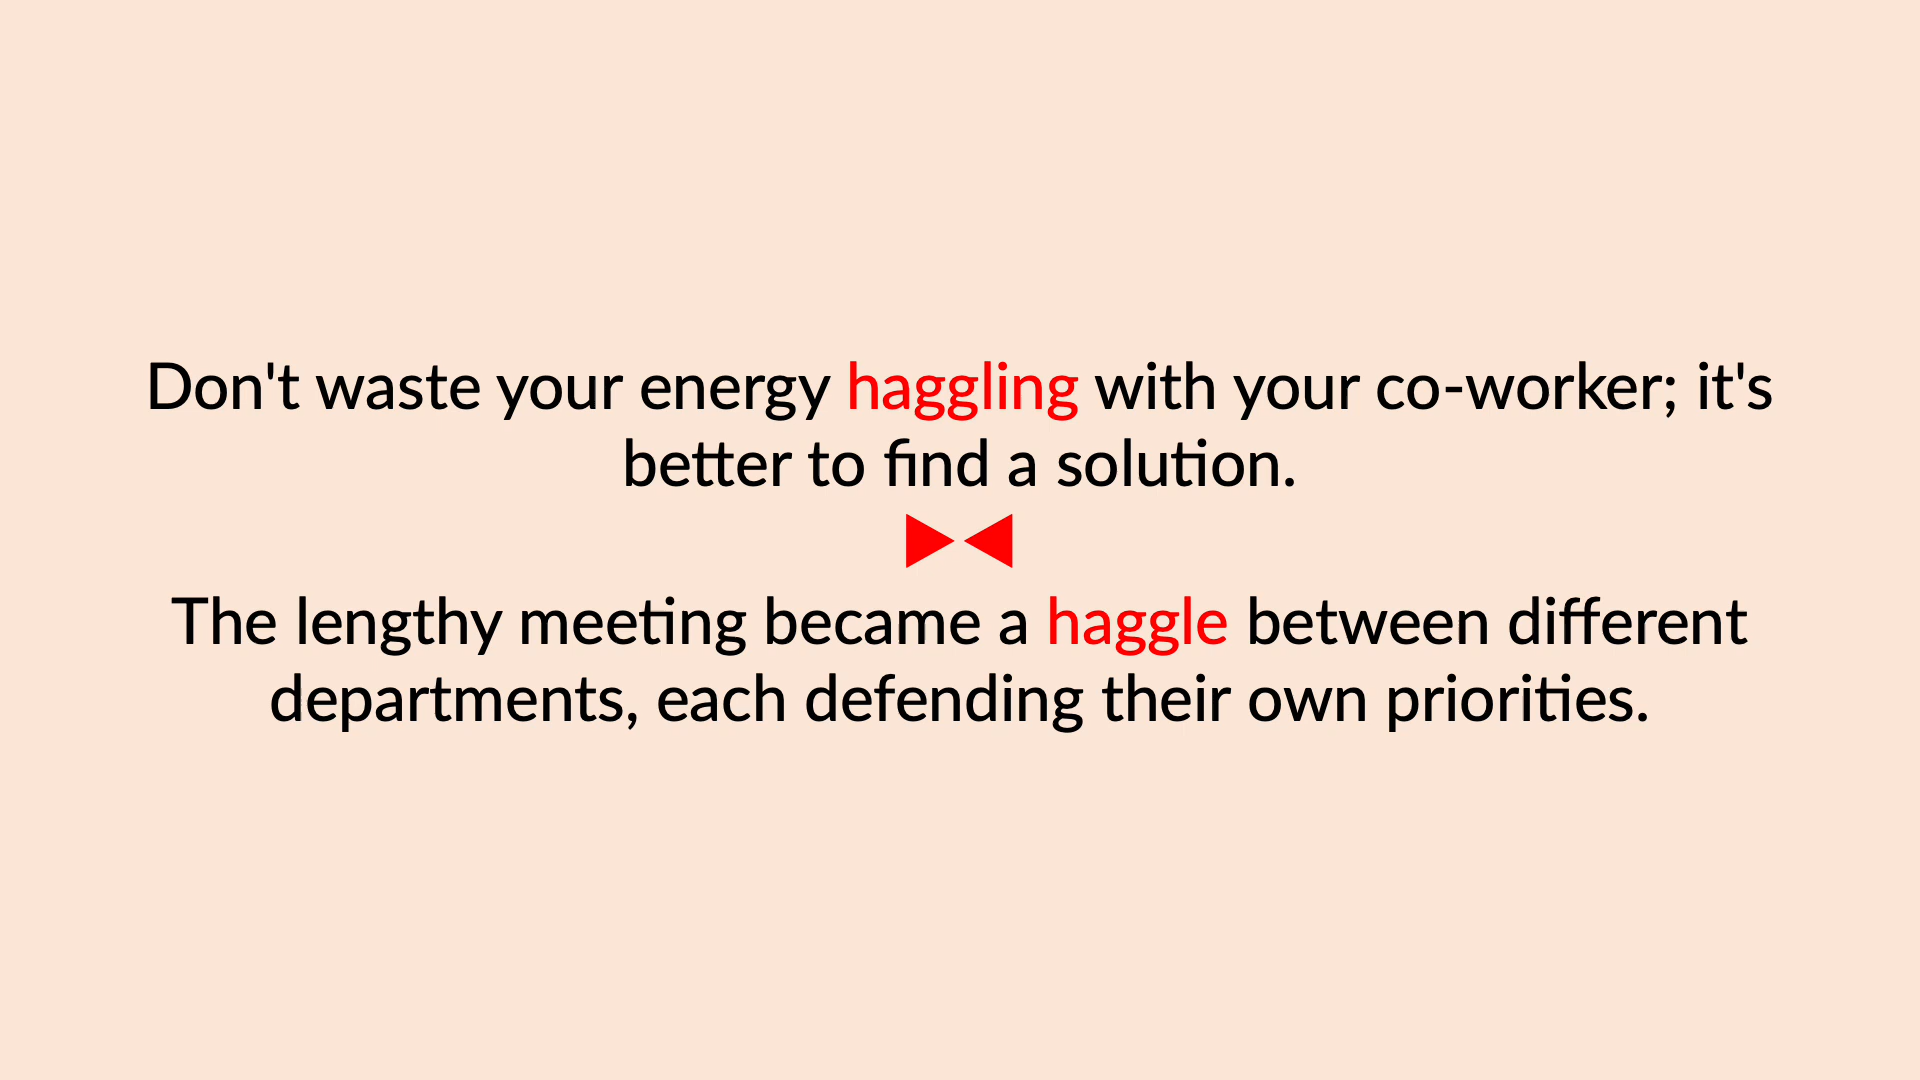 Don't waste your energy haggling with your co-worker; it's
better to find a solution.
▶◀
The lengthy meeting became a haggle between different
departments, each defending their own priorities.